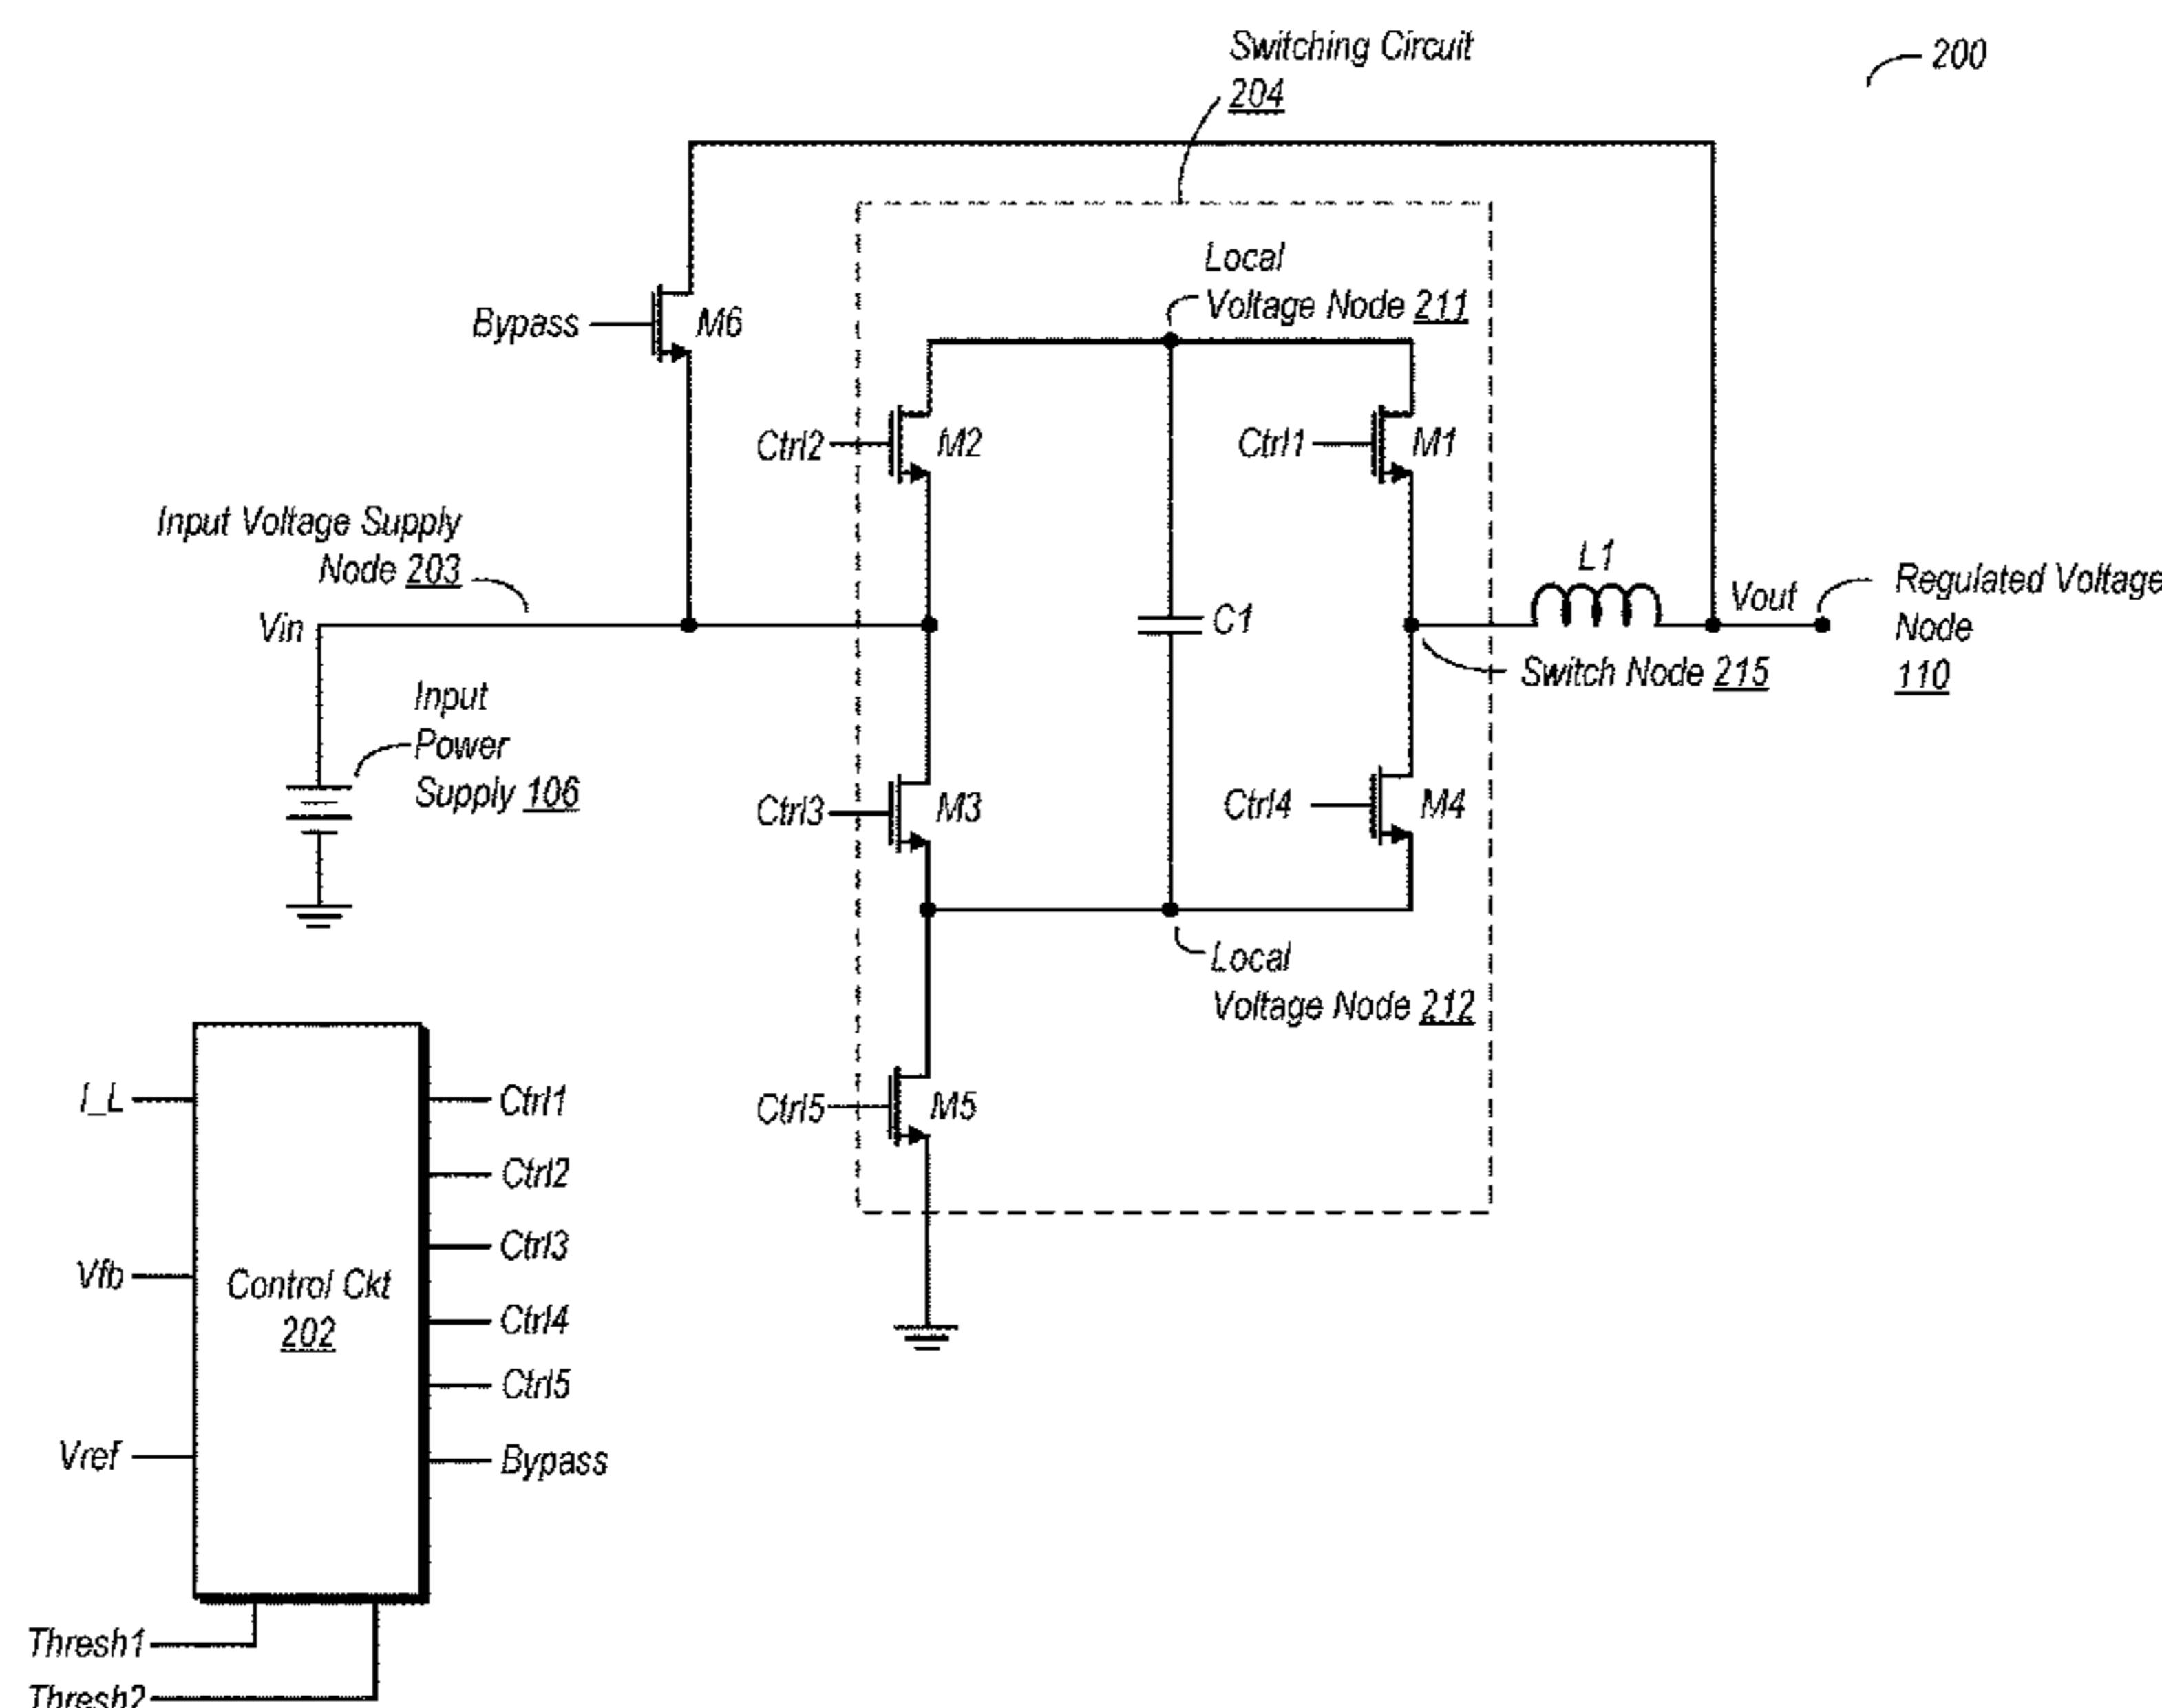 Switching Circuit
204
200
Local
Voltage Node 211
Bypass
M6
Ctrl2
M2
Ctrl1
M1
Input Voltage Supply
Node 203
Vin
C1
L1
Vout
Regulated Voltage
Node
110
Switch Node 215
Input
Power
Supply 106
Ctrl3
M3
Ctrl4
M4
Local
Voltage Node 212
Ctrl5
M5
I_L
Vfb
Vref
Control Ckt
202
Ctrl1
Ctrl2
Ctrl3
Ctrl4
Ctrl5
Bypass
Thresh1
Thresh2